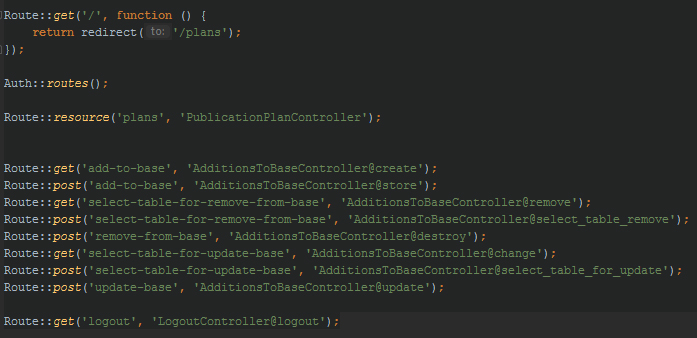 Route::get('/', function () {
return redirect( to: '/plans');
});
Auth::routes();
Route::resource('plans', 'PublicationPlanController');
Route::get('add-to-base', 'AdditionsToBaseController@create');
Route::post('add-to-base', 'AdditionsToBaseController@store');
Route::get('select-table-for-remove-from-base', 'AdditionsToBaseController@remove');
Route::post('select-table-for-remove-from-base', 'AdditionsToBaseController@select_table_remove');
Route::post('remove-from-base', 'AdditionsToBaseController@destroy');
Route::get('select-table-for-update-base', 'AdditionsToBaseController@change');
Route::post('select-table-for-update-base', 'AdditionsToBaseController@select_table_for_update');
Route::post('update-base', 'AdditionsToBaseController@update');
Route::get('logout', 'LogoutController@logout');